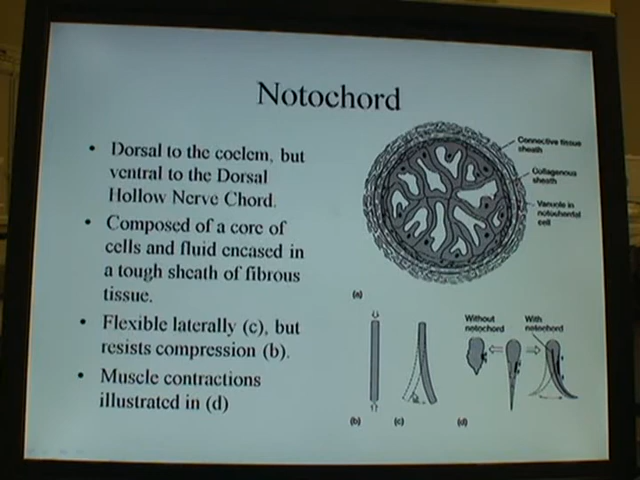 Notochord
• Dorsal to the coelem, but
ventral to the Dorsal
Hollow Nerve Chord.
• Composed of a core of
cells and fluid encased in
a tough sheath of fibrous
tissue.
• Flexible laterally (c), but
resists compression (b).
• Muscle contractions
illustrated in (d)
Connective tissue
sheath
Collagenous
sheath
Vacuole in
notochordal
cell
(a)
Without
notochord
With
notochord
(b)
(c)
(d)